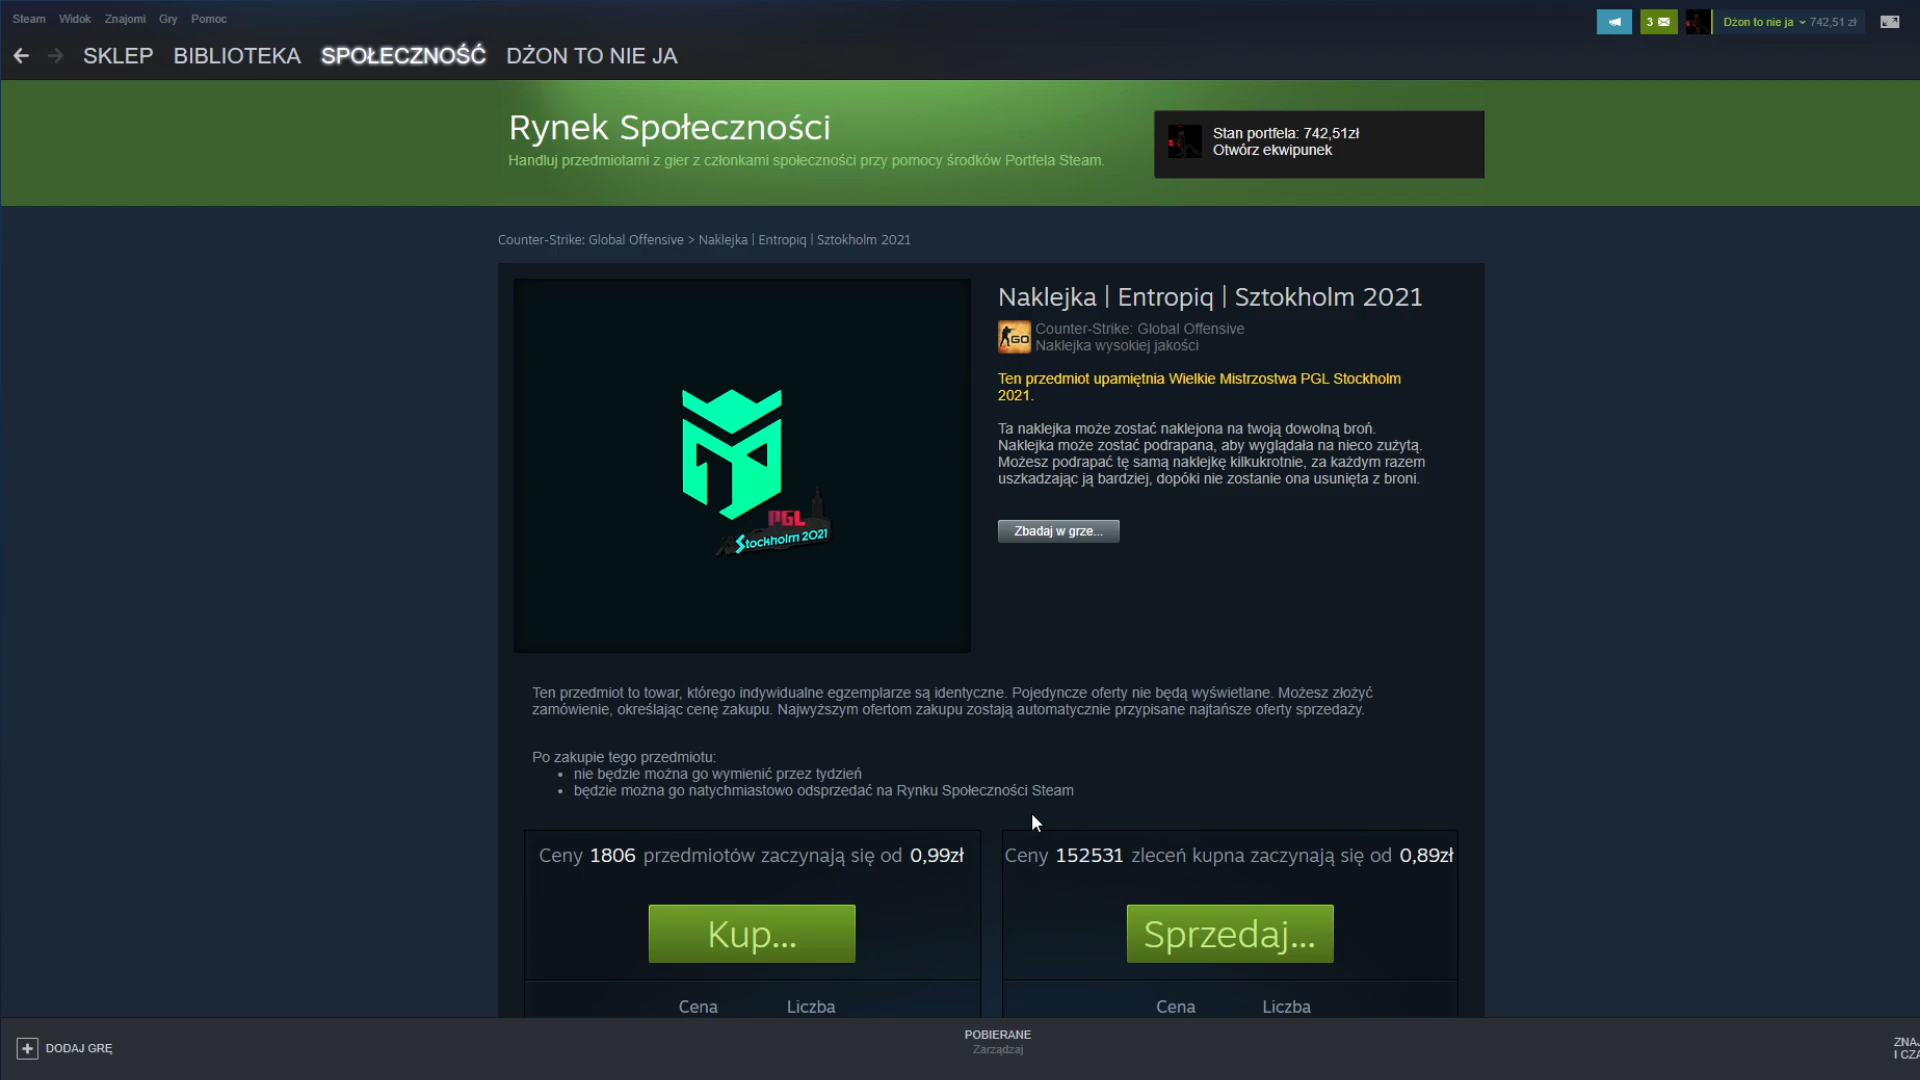 Steam Widok Znajomi Gry Pomoc
3 Dżon to nie ja 742,51 zł
SKLEP BIBLIOTEKA SPOŁECZNOŚĆ DŻON TO NIE JA
Rynek Społeczności
Handluj przedmiotami z gier z członkami społeczności przy pomocy środków Portfela Steam.
Stan portfela: 742,51zł
Otwórz ekwipunek
Counter-Strike: Global Offensive > Naklejka | Entropiq | Sztokholm 2021
PGL
Stockholm 2021
Naklejka | Entropiq | Sztokholm 2021
GO
Counter-Strike: Global Offensive
Naklejka wysokiej jakości
Ten przedmiot upamiętnia Wielkie Mistrzostwa PGL Stockholm
2021.
Ta naklejka może zostać naklejona na twoją dowolną broń.
Naklejka może zostać podrapana, aby wyglądała na nieco zużytą.
Możesz podrapać tę samą naklejkę kilkukrotnie, za każdym razem
uszkadzając ją bardziej, dopóki nie zostanie ona usunięta z broni.
Zbadaj w grze...
Ten przedmiot to towar, którego indywidualne egzemplarze są identyczne. Pojedyncze oferty nie będą wyświetlane. Możesz złożyć
zamówienie, określając cenę zakupu. Najwyższym ofertom zakupu zostają automatycznie przypisane najtańsze oferty sprzedaży.
Po zakupie tego przedmiotu:
• nie będzie można go wymienić przez tydzień
• będzie można go natychmiastowo odsprzedać na Rynku Społeczności Steam
Ceny 1806 przedmiotów zaczynają się od 0,99zł
Kup...
Cena Liczba
Ceny 152531 zleceń kupna zaczynają się od 0,89zł
Sprzedaj...
Cena Liczba
DODAJ GRĘ
POBIERANE
Zarządzaj
ZNAJ
I CZA